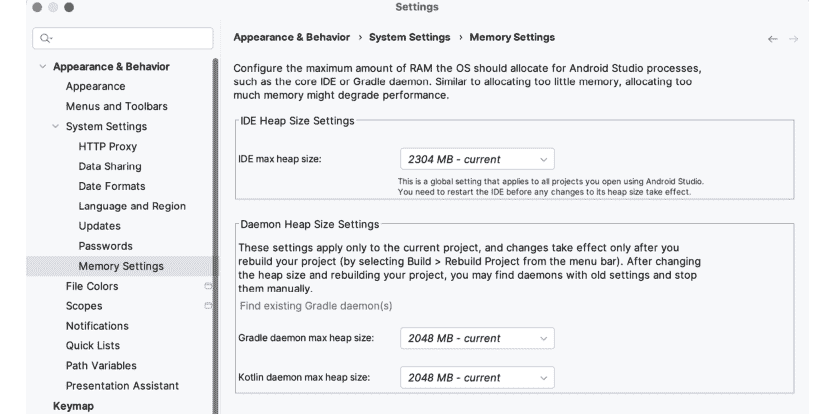 Settings
Appearance & Behavior
Appearance
Menus and Toolbars
System Settings
HTTP Proxy
Data Sharing
Date Formats
Language and Region
Updates
Passwords
Memory Settings
File Colors
Scopes
Notifications
Quick Lists
Path Variables
Presentation Assistant
Keymap
Appearance & Behavior › System Settings › Memory Settings
Configure the maximum amount of RAM the OS should allocate for Android Studio processes,
such as the core IDE or Gradle daemon. Similar to allocating too little memory, allocating too
much memory might degrade performance.
IDE Heap Size Settings
IDE max heap size: 2304 MB - current
This is a global setting that applies to all projects you open using Android Studio.
You need to restart the IDE before any changes to its heap size take effect.
Daemon Heap Size Settings
These settings apply only to the current project, and changes take effect only after you
rebuild your project (by selecting Build > Rebuild Project from the menu bar). After changing
the heap size and rebuilding your project, you may find daemons with old settings and stop
them manually.
Find existing Gradle daemon(s)
Gradle daemon max heap size: 2048 MB - current
Kotlin daemon max heap size: 2048 MB - current